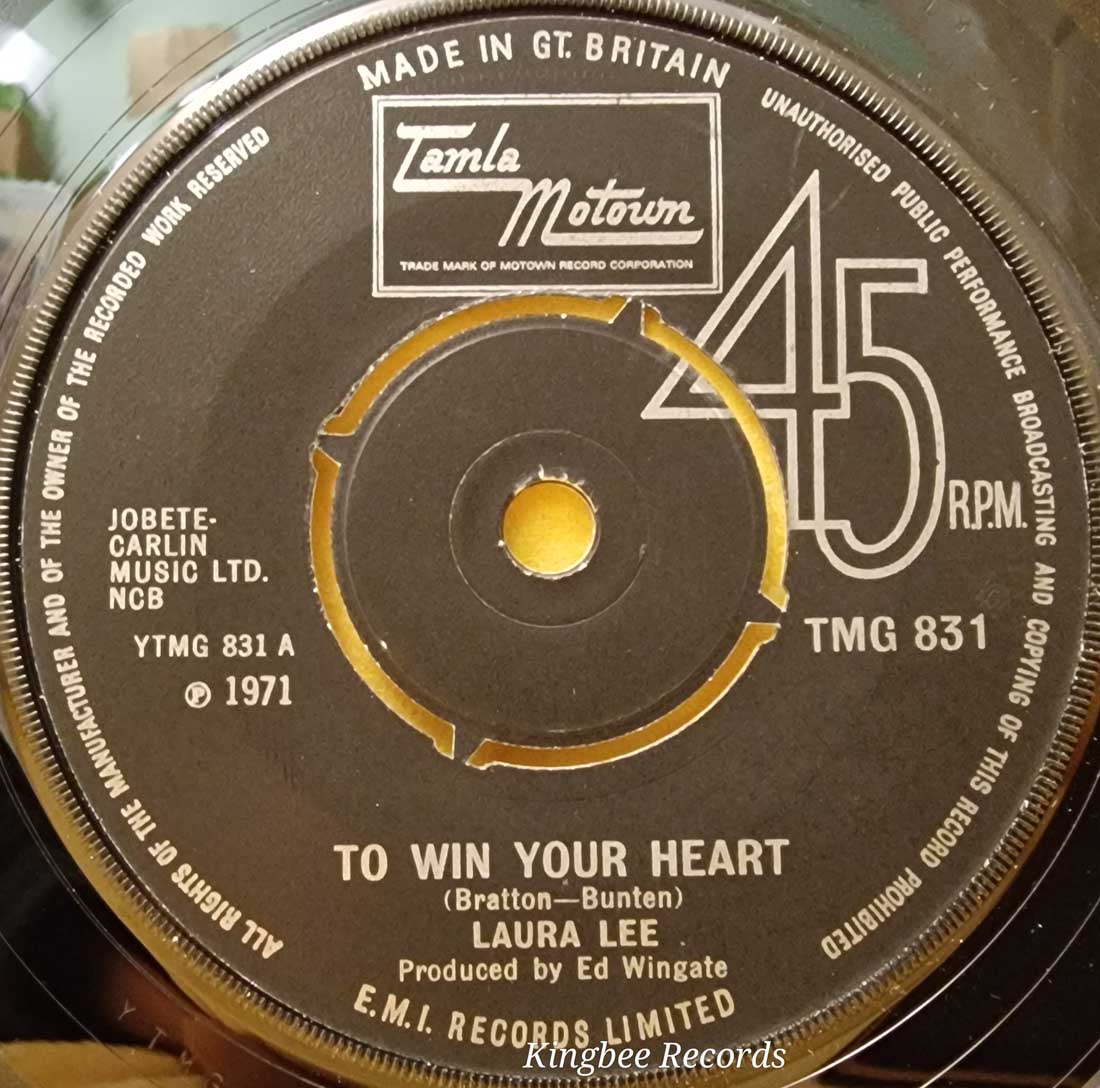 MADE IN GT. BRITAIN
Tamla
Motown
TRADE MARK OF MOTOWN RECORD CORPORATION
UNAUTHORISED PUBLIC PERFORMANCE BROADCASTING AND COPYING OF THIS RECORD PROHIBITED
ALL RIGHTS OF THE MANUFACTURER AND OF THE OWNER OF THE RECORDED WORK RESERVED
45
R.P.M.
JOBETE-
CARLIN
MUSIC LTD.
NCB
YTMG 831 A
℗ 1971
TMG 831
TO WIN YOUR HEART
(Bratton—Bunten)
LAURA LEE
Produced by Ed Wingate
E.M.I. RECORDS LIMITED
Kingbee Records